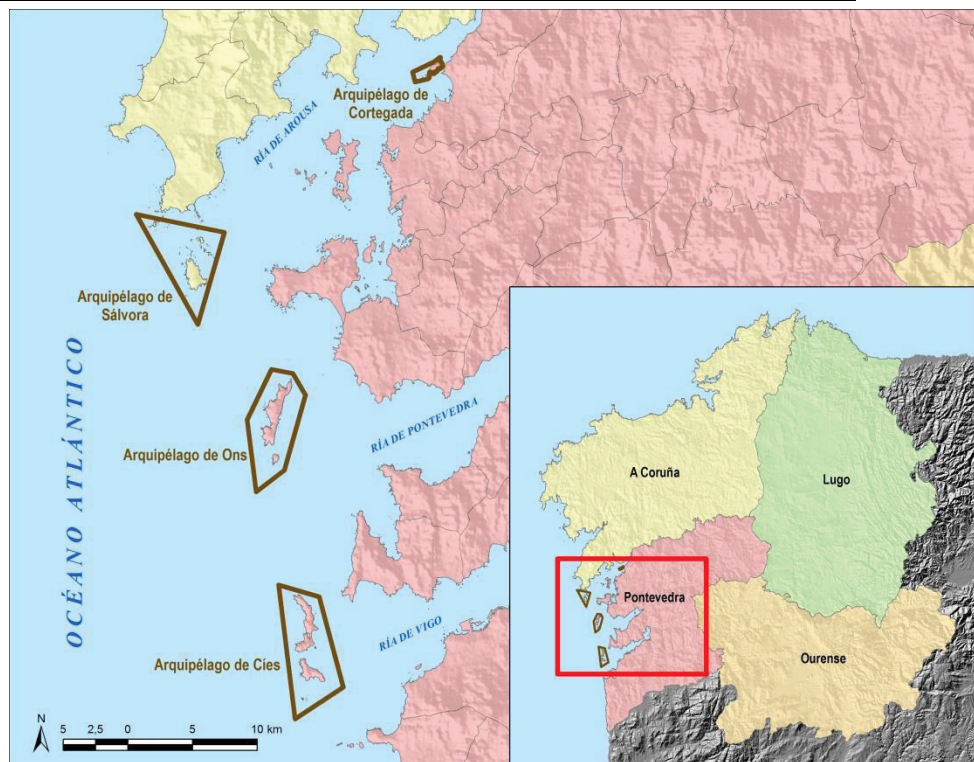 Arquipélago de
Cortegada
RÍA DE AROUSA
Arquipélago de
Sálvora
OCÉANO ATLÁNTICO
Arquipélago de Ons
RÍA DE PONTEVEDRA
Arquipélago de Cíes
RÍA DE VIGO
N
5 2,5 0 5 10 km
A Coruña
Lugo
Pontevedra
Ourense